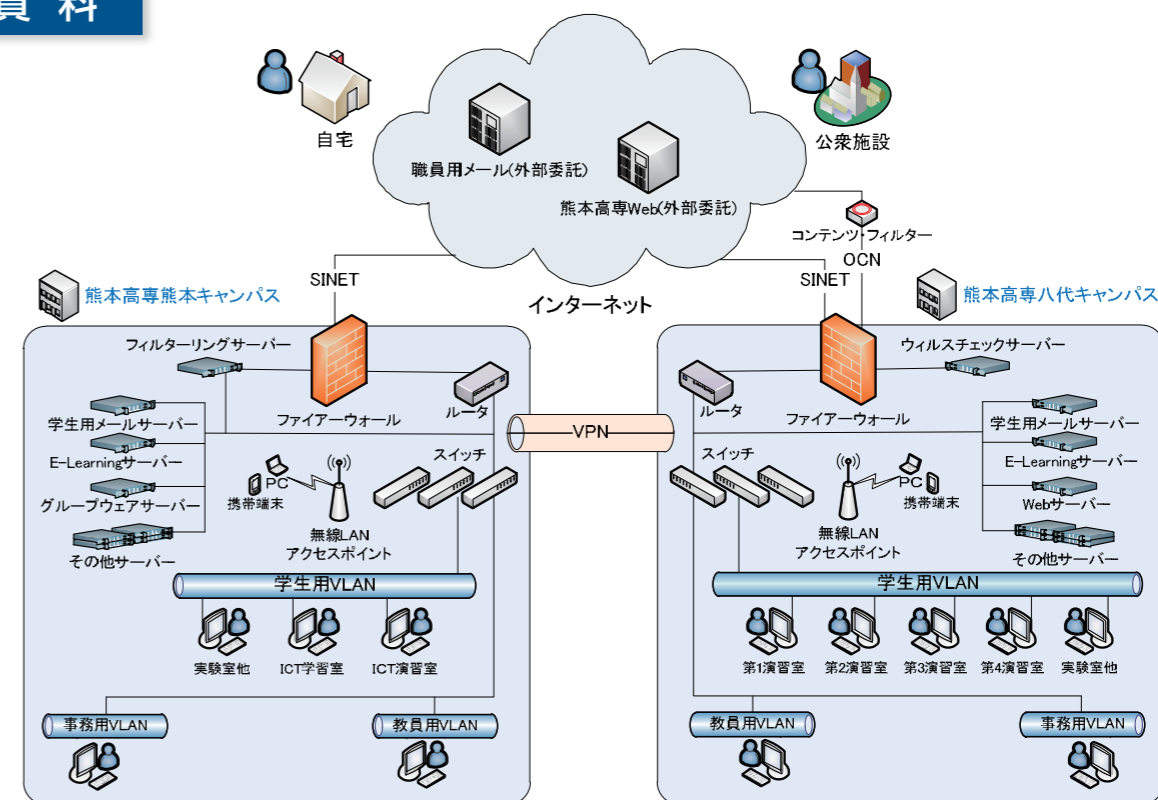 資 料
自宅
公衆施設
職員用メール(外部委託)
熊本高専Web(外部委託)
コンテンツ・フィルター
OCN
SINET
SINET
インターネット
熊本高専熊本キャンパス
熊本高専八代キャンパス
フィルターリングサーバー
ファイアーウォール
ルータ
学生用メールサーバー
E-Learningサーバー
グループウェアサーバー
その他サーバー
PC
携帯端末
無線LAN
アクセスポイント
スイッチ
学生用VLAN
実験室他
ICT学習室
ICT演習室
事務用VLAN
教員用VLAN
VPN
ウィルスチェックサーバー
ルータ
ファイアーウォール
学生用メールサーバー
E-Learningサーバー
Webサーバー
その他サーバー
スイッチ
PC
携帯端末
無線LAN
アクセスポイント
学生用VLAN
第1演習室
第2演習室
第3演習室
第4演習室
実験室他
教員用VLAN
事務用VLAN